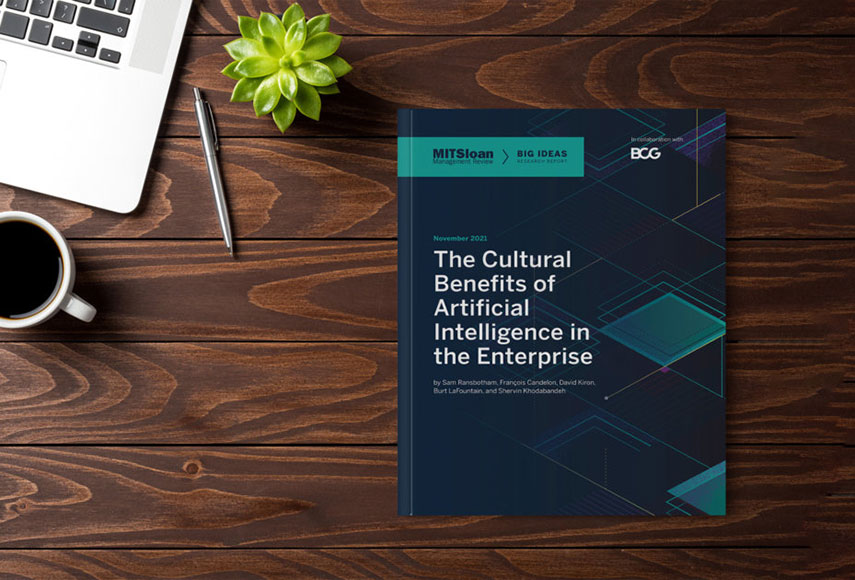 MITSloan
Management Review
BIG IDEAS
RESEARCH REPORT
In collaboration with
BCG
November 2021
The Cultural
Benefits of
Artificial
Intelligence in
the Enterprise
by Sam Ransbotham, François Candelon, David Kiron,
Burt LaFountain, and Shervin Khodabandeh